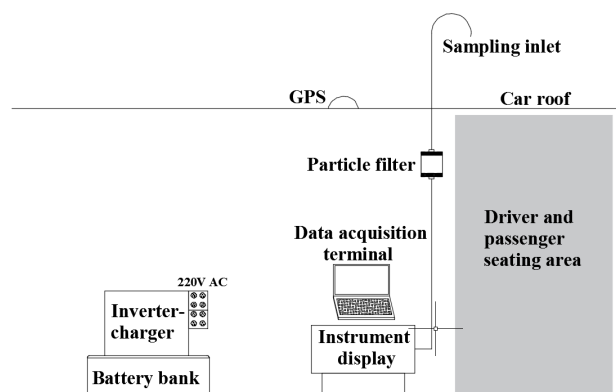 Sampling inlet
GPS
Car roof
Particle filter
Driver and
passenger
seating area
Data acquisition
terminal
220V AC
Inverter-
charger
Instrument
display
Battery bank